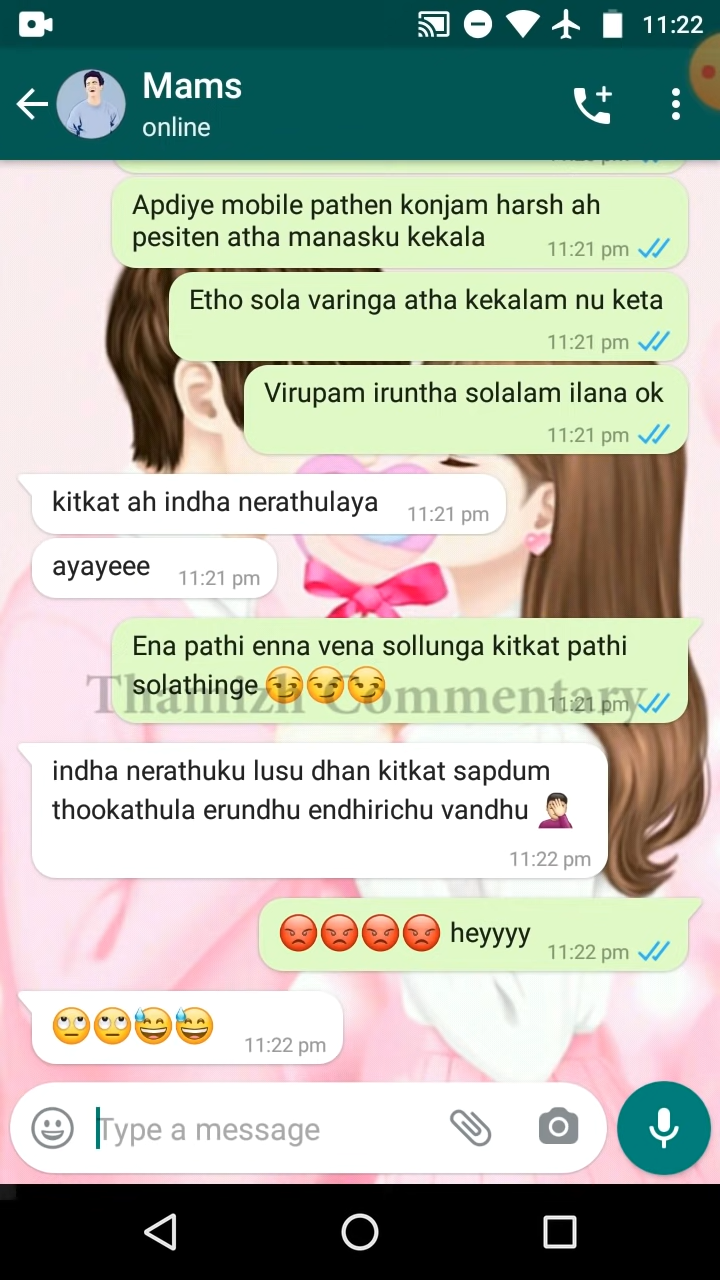 11:22
Mams
online
Apdiye mobile pathen konjam harsh ah
pesiten atha manasku kekala
11:21 pm
Etho sola varinga atha kekalam nu keta
11:21 pm
Virupam iruntha solalam ilana ok
11:21 pm
kitkat ah indha nerathulaya
11:21 pm
ayayeee
11:21 pm
Ena pathi enna vena sollunga kitkat pathi
solathinge 😏😏😏
11:21 pm
Thamizh Commentary
indha nerathuku lusu dhan kitkat sapdum
thookathula erundhu endhirichu vandhu 🤦🏻‍♂️
11:22 pm
😡😡😡😡 heyyyy
11:22 pm
🙄🙄😅😅
11:22 pm
Type a message